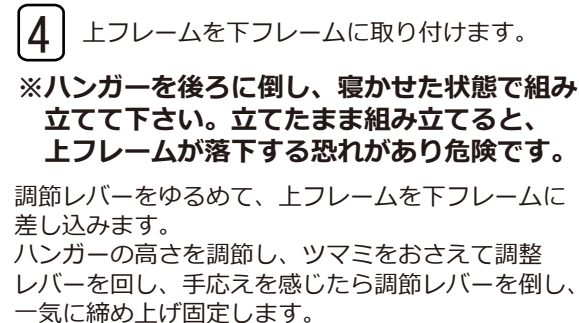 4 上フレームを下フレームに取り付けます。
※ハンガーを後ろに倒し、寝かせた状態で組み
立てて下さい。立てたまま組み立てると、
上フレームが落下する恐れがあり危険です。
調節レバーをゆるめて、上フレームを下フレームに
差し込みます。
ハンガーの高さを調節し、ツマミをおさえて調整
レバーを回し、手応えを感じたら調節レバーを倒し、
一気に締め上げ固定します。